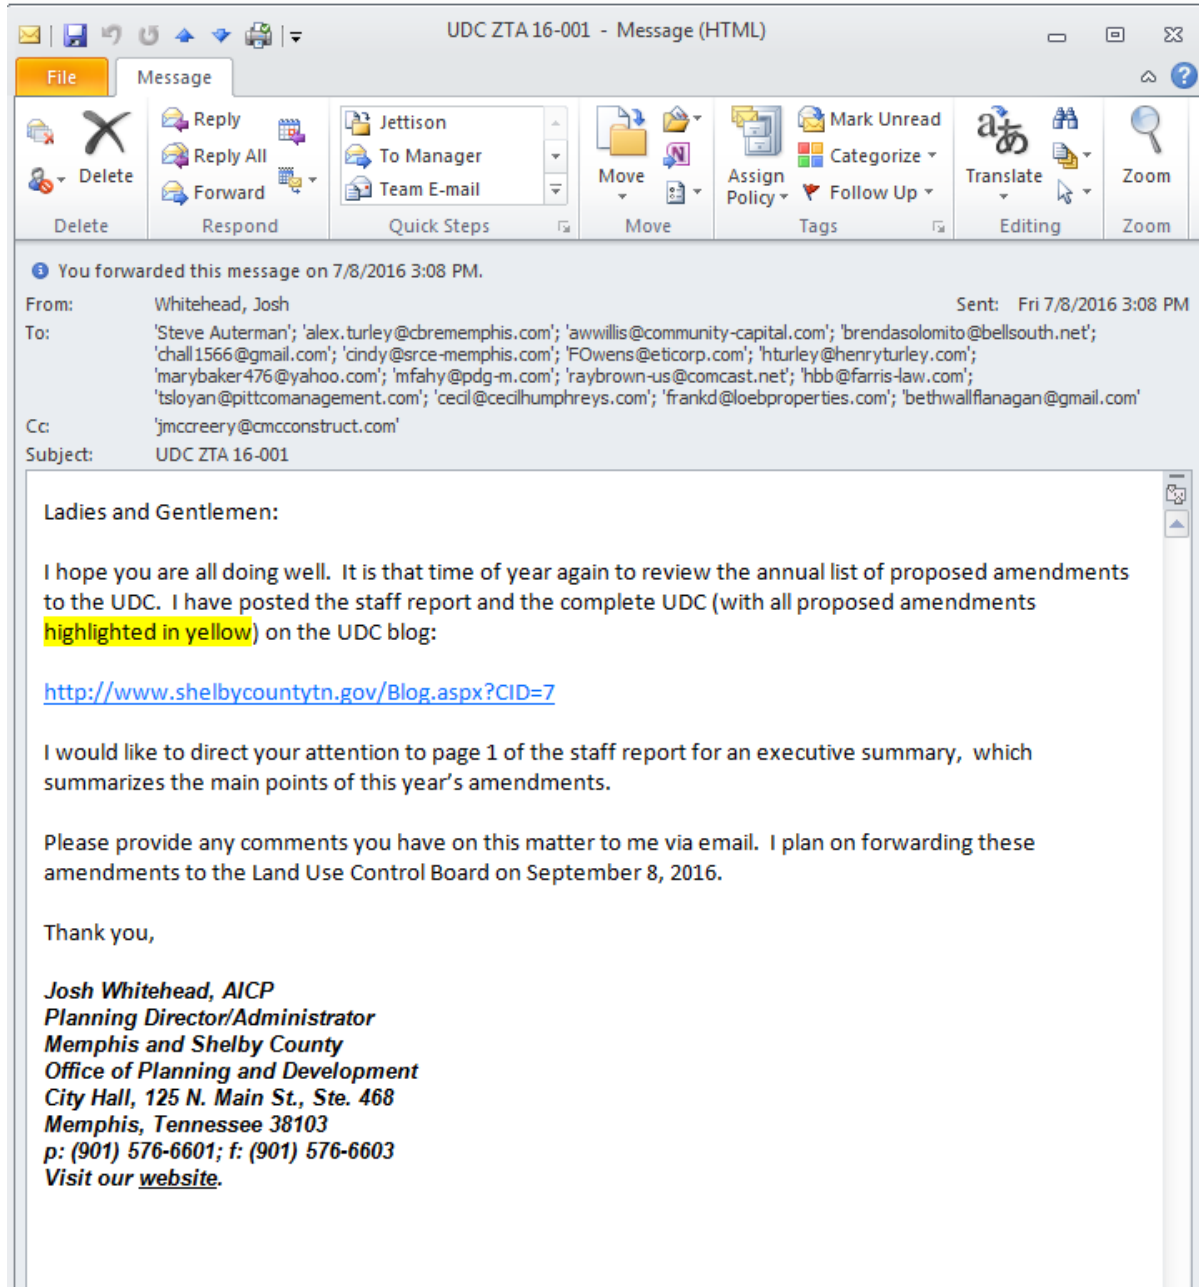 UDC ZTA 16-001 - Message (HTML)
File
Message
Delete
Reply
Reply All
Forward
Jettison
To Manager
Team E-mail
Move
Assign Policy
Mark Unread
Categorize
Follow Up
Translate
Zoom
Delete
Respond
Quick Steps
Move
Tags
Editing
Zoom
You forwarded this message on 7/8/2016 3:08 PM.
From: Whitehead, Josh Sent: Fri 7/8/2016 3:08 PM
To: 'Steve Auterman'; 'alex.turley@cbrememphis.com'; 'awwillis@community-capital.com'; 'brendasolomito@bellsouth.net';
'chall1566@gmail.com'; 'cindy@srce-memphis.com'; 'FOwens@eticorp.com'; 'hturley@henryturley.com';
'marybaker476@yahoo.com'; 'mfahy@pdg-m.com'; 'raybrown-us@comcast.net'; 'hbb@farris-law.com';
'tsloyan@pittcomanagement.com'; 'cecil@cecilhumphreys.com'; 'frankd@loebproperties.com'; 'bethwallflanagan@gmail.com'
Cc: 'jmccreery@cmcconstruct.com'
Subject: UDC ZTA 16-001
Ladies and Gentlemen:
I hope you are all doing well. It is that time of year again to review the annual list of proposed amendments
to the UDC. I have posted the staff report and the complete UDC (with all proposed amendments
highlighted in yellow) on the UDC blog:
http://www.shelbycountytn.gov/Blog.aspx?CID=7
I would like to direct your attention to page 1 of the staff report for an executive summary, which
summarizes the main points of this year's amendments.
Please provide any comments you have on this matter to me via email. I plan on forwarding these
amendments to the Land Use Control Board on September 8, 2016.
Thank you,
Josh Whitehead, AICP
Planning Director/Administrator
Memphis and Shelby County
Office of Planning and Development
City Hall, 125 N. Main St., Ste. 468
Memphis, Tennessee 38103
p: (901) 576-6601; f: (901) 576-6603
Visit our website.